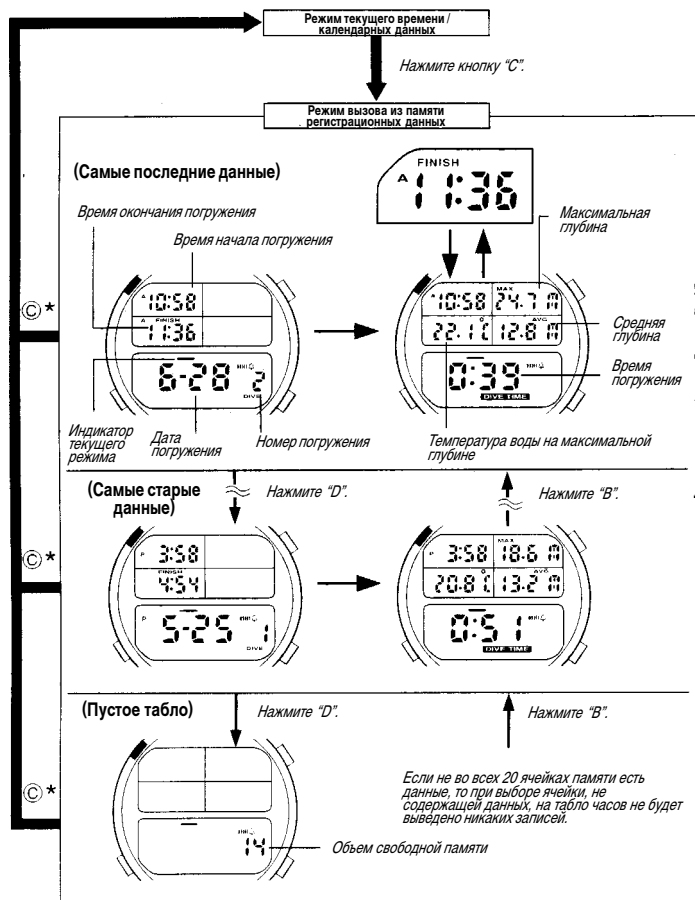 Режим текущего времени /
календарных данных
Нажмите кнопку “C”.
Режим вызова из памяти
регистрационных данных
(Самые последние данные)
FINISH
A 11:36
Время окончания погружения
Время начала погружения
Максимальная
глубина
A 10:58
A FINISH
11:36
6-28 2
DIVE
A 10:58 MAX 24.7 M
22.1 C AVG 12.8 M
0:39
DIVE TIME
Средняя
глубина
Время
погружения
C *
Индикатор
текущего
режима
Дата
погружения
Номер погружения
Температура воды на максимальной
глубине
(Самые старые
данные)
Нажмите “D”.
Нажмите “B”.
C *
P 3:58
FINISH
4:54
P 5-25 1
DIVE
P 3:58 MAX 18.6 M
20.8 C AVG 13.2 M
0:51
DIVE TIME
(Пустое табло)
Нажмите “D”.
Нажмите “B”.
C *
Если не во всех 20 ячейках памяти есть
данные, то при выборе ячейки, не
содержащей данных, на табло часов не будет
выведено никаких записей.
14
Объем свободной памяти